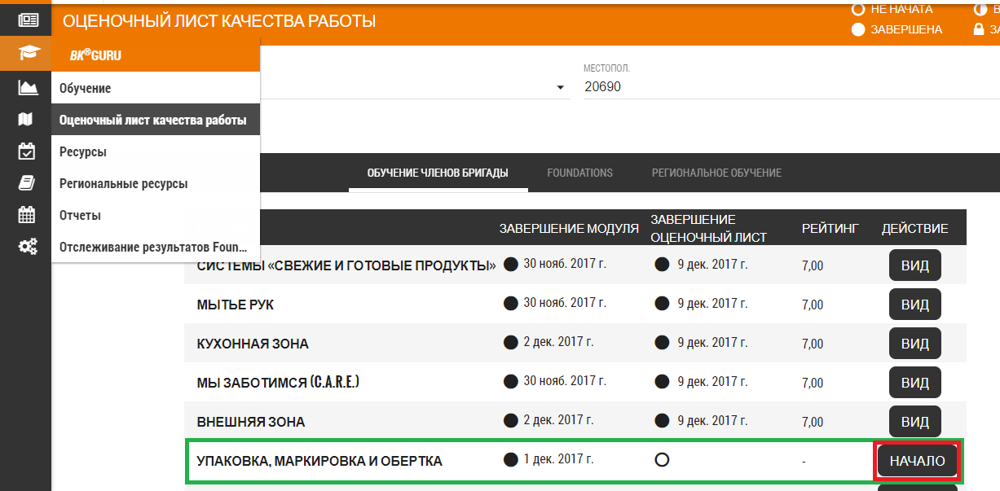 ОЦЕНОЧНЫЙ ЛИСТ КАЧЕСТВА РАБОТЫ
НЕ НАЧАТА
ЗАВЕРШЕНА
BK®GURU
Обучение
Оценочный лист качества работы
Ресурсы
Региональные ресурсы
Отчеты
Отслеживание результатов Foun...
МЕСТОПОЛ.
20690
ОБУЧЕНИЕ ЧЛЕНОВ БРИГАДЫ FOUNDATIONS РЕГИОНАЛЬНОЕ ОБУЧЕНИЕ
ЗАВЕРШЕНИЕ МОДУЛЯ ЗАВЕРШЕНИЕ ОЦЕНОЧНЫЙ ЛИСТ РЕЙТИНГ ДЕЙСТВИЕ
СИСТЕМЫ «СВЕЖИЕ И ГОТОВЫЕ ПРОДУКТЫ» 30 нояб. 2017 г. 9 дек. 2017 г. 7,00 ВИД
МЫТЬЕ РУК 30 нояб. 2017 г. 9 дек. 2017 г. 7,00 ВИД
КУХОННАЯ ЗОНА 2 дек. 2017 г. 9 дек. 2017 г. 7,00 ВИД
МЫ ЗАБОТИМСЯ (C.A.R.E.) 30 нояб. 2017 г. 9 дек. 2017 г. 7,00 ВИД
ВНЕШНЯЯ ЗОНА 2 дек. 2017 г. 9 дек. 2017 г. 7,00 ВИД
УПАКОВКА, МАРКИРОВКА И ОБЕРТКА 1 дек. 2017 г. - НАЧАЛО